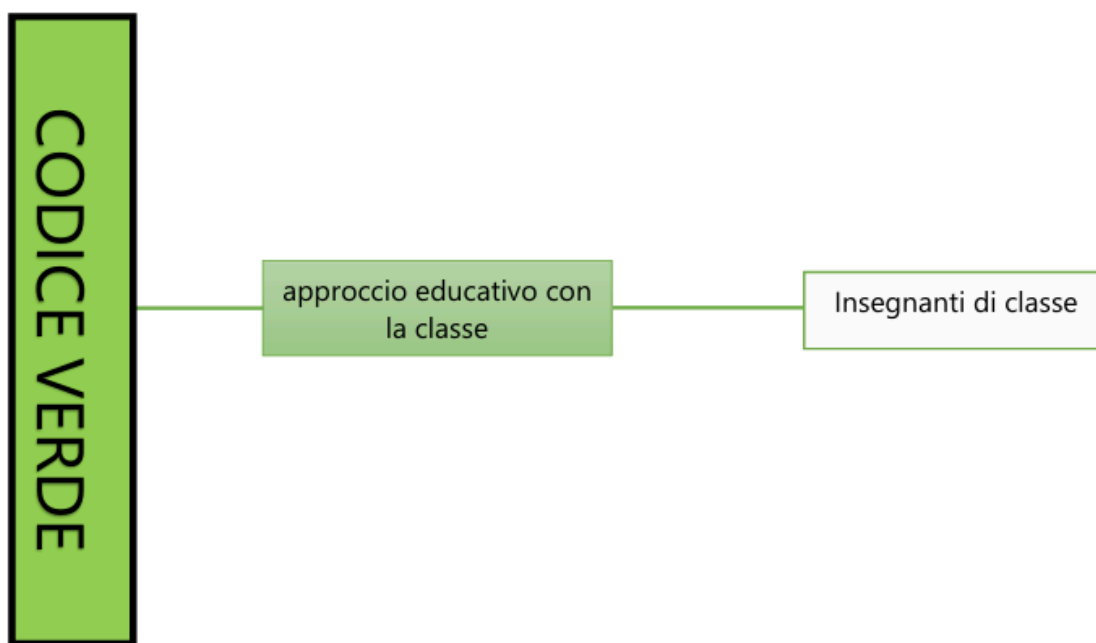 CODICE VERDE
approccio educativo con
la classe
Insegnanti di classe